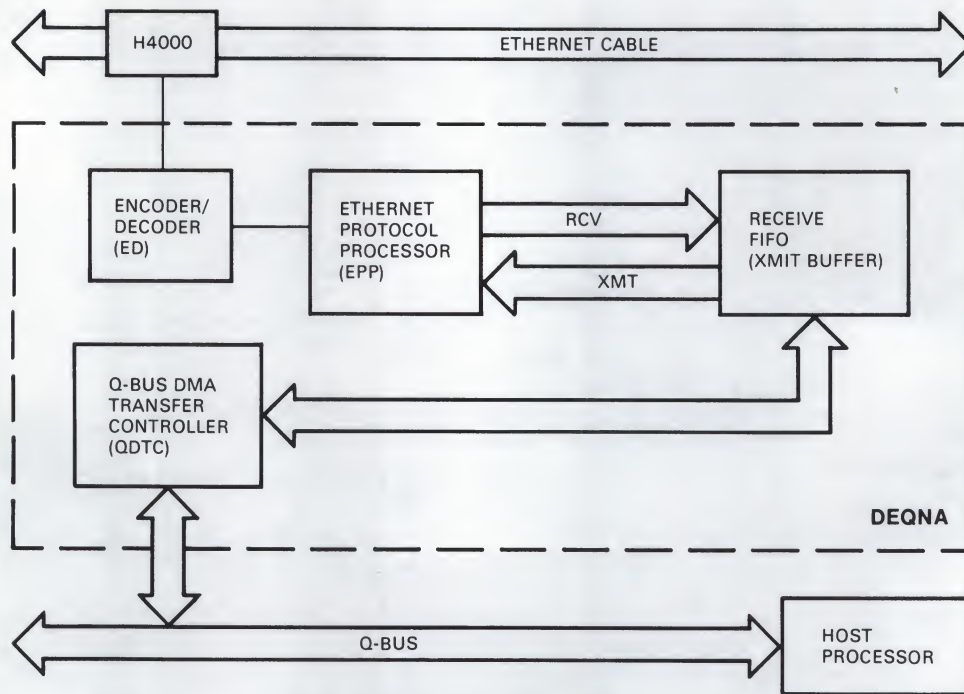 H4000
ETHERNET CABLE
ENCODER/
DECODER
(ED)
ETHERNET
PROTOCOL
PROCESSOR
(EPP)
RCV
XMT
RECEIVE
FIFO
(XMIT BUFFER)
Q-BUS DMA
TRANSFER
CONTROLLER
(QDTC)
DEQNA
Q-BUS
HOST
PROCESSOR